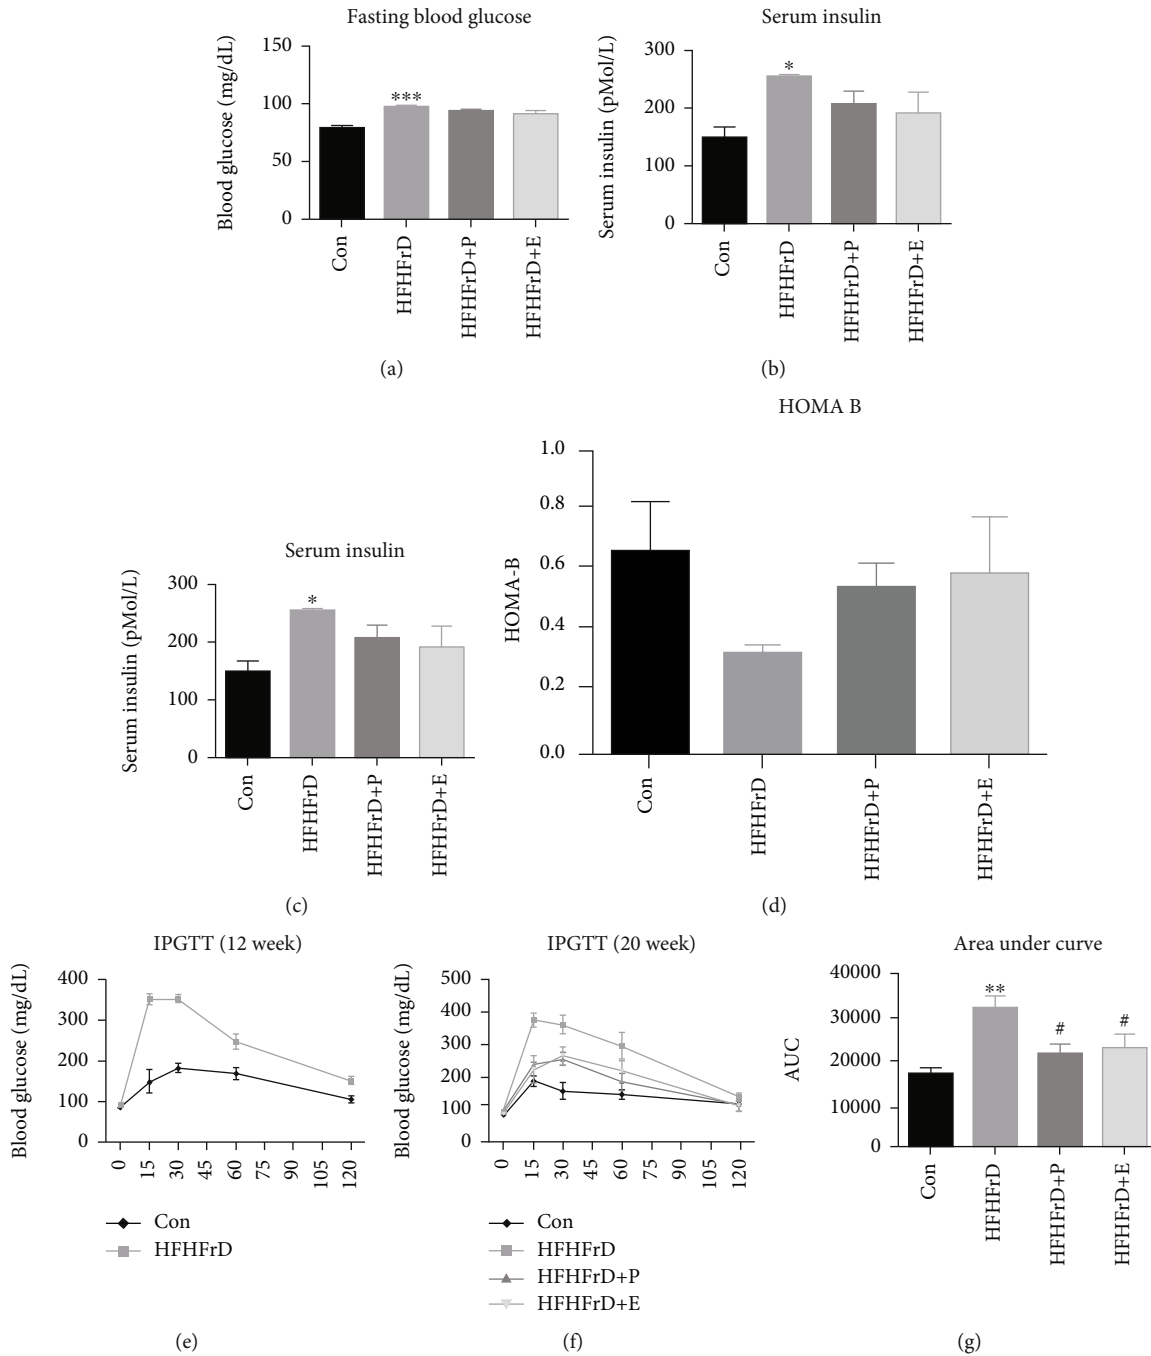 Fasting blood glucose
Blood glucose (mg/dL)
150
100
50
0
***
Con
HFHFrD
HFHFrD+P
HFHFrD+E
(a)
Serum insulin
Serum insulin (pMol/L)
300
200
100
0
*
Con
HFHFrD
HFHFrD+P
HFHFrD+E
(b)
Serum insulin
Serum insulin (pMol/L)
300
200
100
0
*
Con
HFHFrD
HFHFrD+P
HFHFrD+E
(c)
HOMA B
HOMA-B
1.0
0.8
0.6
0.4
0.2
0.0
Con
HFHFrD
HFHFrD+P
HFHFrD+E
(d)
IPGTT (12 week)
Blood glucose (mg/dL)
400
300
200
100
0
0 15 30 45 60 75 90 105 120
Con
HFHFrD
(e)
IPGTT (20 week)
Blood glucose (mg/dL)
500
400
300
200
100
0
0 15 30 45 60 75 90 105 120
Con
HFHFrD
HFHFrD+P
HFHFrD+E
(f)
Area under curve
AUC
40000
30000
20000
10000
0
**
#
#
Con
HFHFrD
HFHFrD+P
HFHFrD+E
(g)